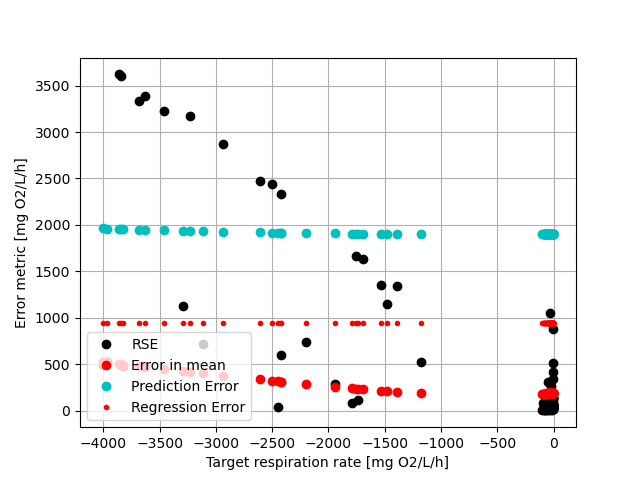 3500
3000
2500
2000
1500
1000
500
0
Error metric [mg O2/L/h]
RSE
Error in mean
Prediction Error
Regression Error
−4000 −3500 −3000 −2500 −2000 −1500 −1000 −500 0
Target respiration rate [mg O2/L/h]